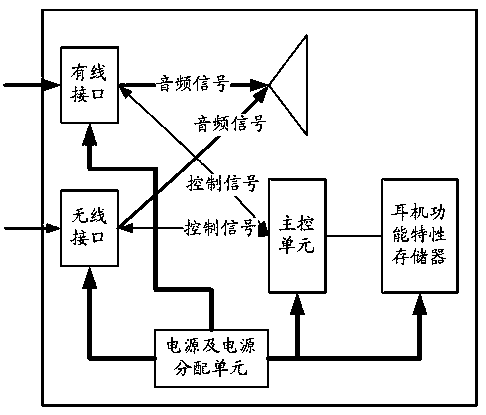 有线
接口
音频信号
音频信号
控制信号
无线
接口
控制信号
主控
单元
耳机功
能特性
存储器
电源及电源
分配单元